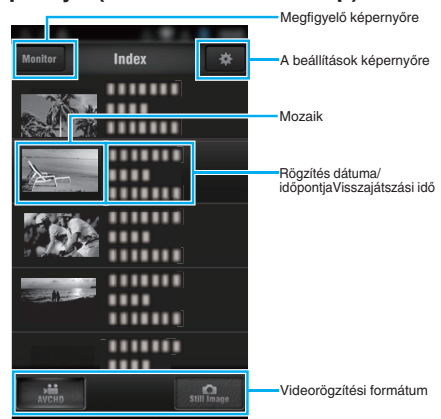 Megfigyelő képernyőre
Monitor
Index
A beállítások képernyőre
Mozaik
Rögzítés dátuma/
időpontjaVisszajátszási idő
AVCHD
Still Image
Videorögzítési formátum